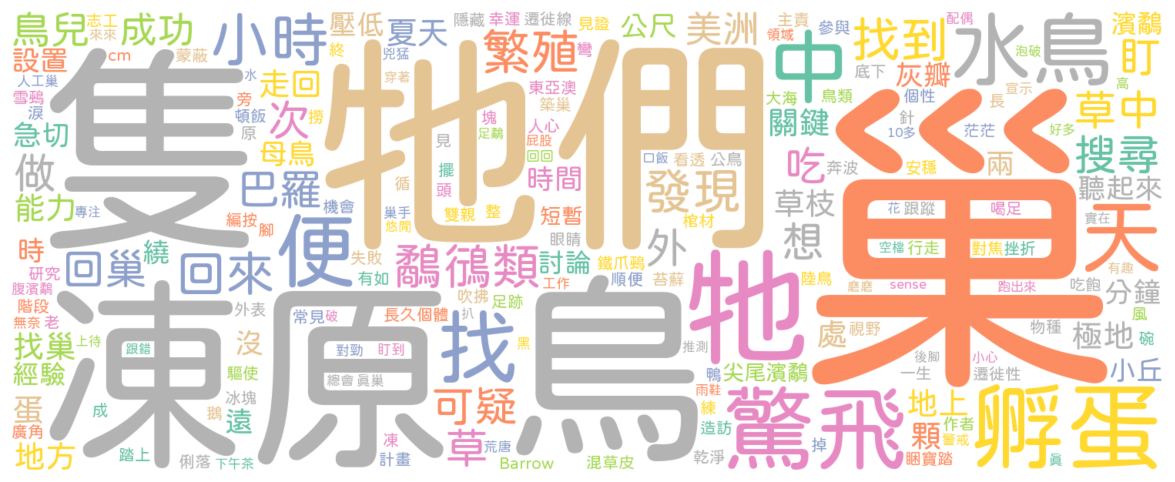 鳥兒 志工 來來 成功 小時 壓低 隱藏 幸運 遷徙線 見證 公尺 美洲 主責 領域 參與 找到 配偶 水鳥 泡破 濱鷸
設置 cm 蒙蔽 終 夏天 兇猛 繁殖 彎 中 灰瓣 底下 盯
人工巢 水 走回 穿著 東亞澳 築巢 大海 鳥類 個性 長 宣示 高
雪鵐 淚 旁 頓飯 撈 次 塊 足鷸 人心 關鍵 針 10多 茫茫 好多 草中
急切 原 母鳥 見 屁股 回回 口飯 看透 公鳥 吃 奔波 安穩 兩 搜尋
隻 牠們 巢
做 巴羅 機會 循 擺 頭 時間 發現 草枝 花 跟蹤 喝足 聽起來
能力 專注 編按 腳 巢手 悠閒 雙親 整 短暫 棺材 想 實在
時 繞 便 失敗 眼睛 外 空檔 行走 對焦 挫折 天
研究 回巢 回來 有如 鷸鴴類 討論 工作 鐵爪鵐 順便 苔蘚 牠 陸鳥 磨磨 sense 跑出來 有趣 吃飽 分鐘
腹濱鷸 階段 外表 吹拂 足跡 風
無奈 老 常見 破 長久個體 扒 處 視野 物種 極地 碗
找巢 上待 跟錯 沒 對勁 盯到 黑 找 推測 後腳 小心
經驗 驅使 總會 真巢 鴨 尖尾濱鷸 一生 遷徙性 小丘
凍原鳥
蛋 成 鵝 冰塊 遠 可疑 雨鞋 練 驚飛 地上 孵蛋
廣角 造訪 顆 作者 警戒
地方 踏上 俐落 下午茶 凍 計畫 草 荒唐 Barrow 混草皮 掉 乾淨 睏寶踏 真